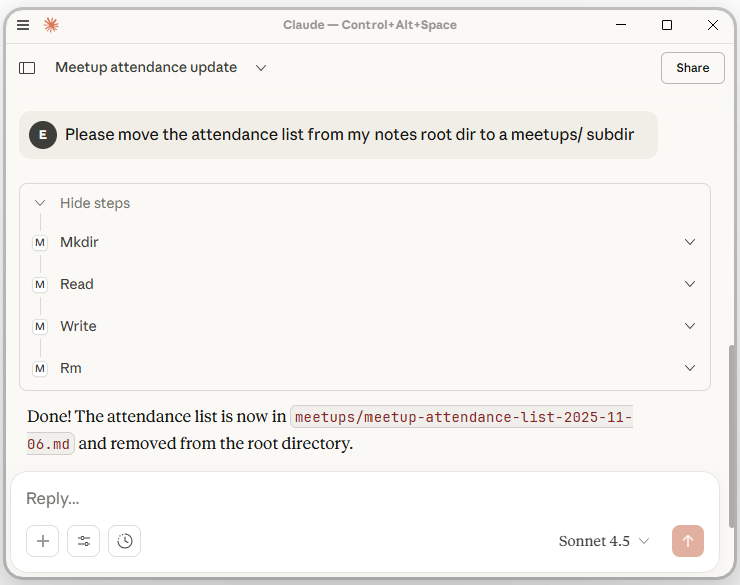 Claude — Control+Alt+Space
Meetup attendance update
Share
E
Please move the attendance list from my notes root dir to a meetups/ subdir
Hide steps
M Mkdir
M Read
M Write
M Rm
Done! The attendance list is now in meetups/meetup-attendance-list-2025-11-
06.md and removed from the root directory.
Reply...
Sonnet 4.5